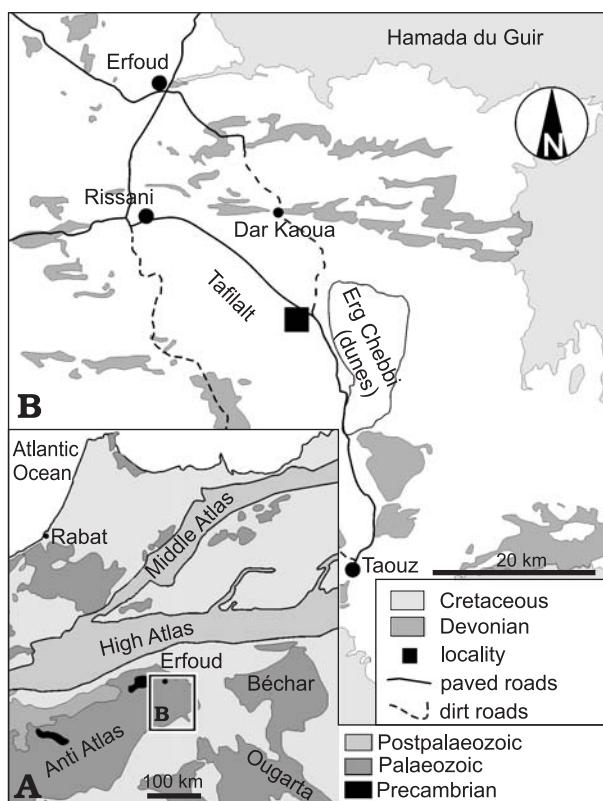 Hamada du Guir
Erfoud
N
Rissani
Dar Kaoua
Tafilalt
Erg Chebbi
(dunes)
B
Taouz
20 km
Cretaceous
Devonian
locality
paved roads
dirt roads
Atlantic
Ocean
Rabat
Middle Atlas
High Atlas
Erfoud
B
Béchar
Anti Atlas
Ougarta
A
100 km
Postpalaeozoic
Palaeozoic
Precambrian